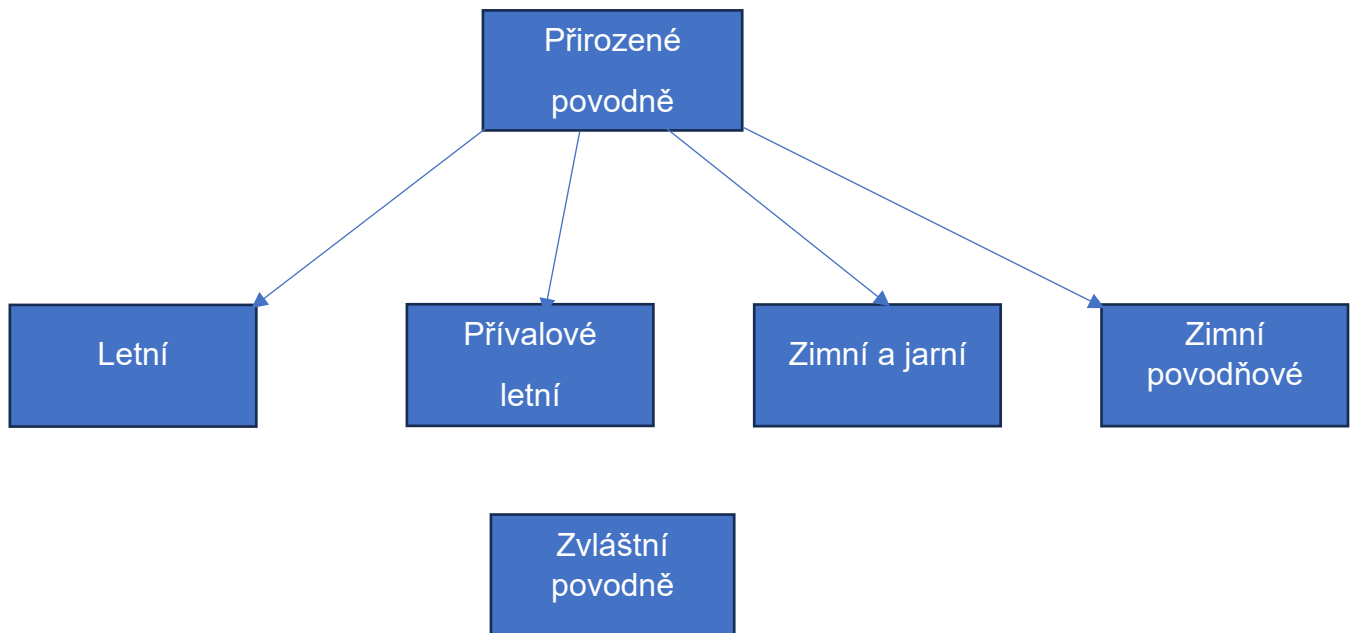 Přirozené
povodně
Letní
Přívalové
letní
Zimní a jarní
Zimní
povodňové
Zvláštní
povodně